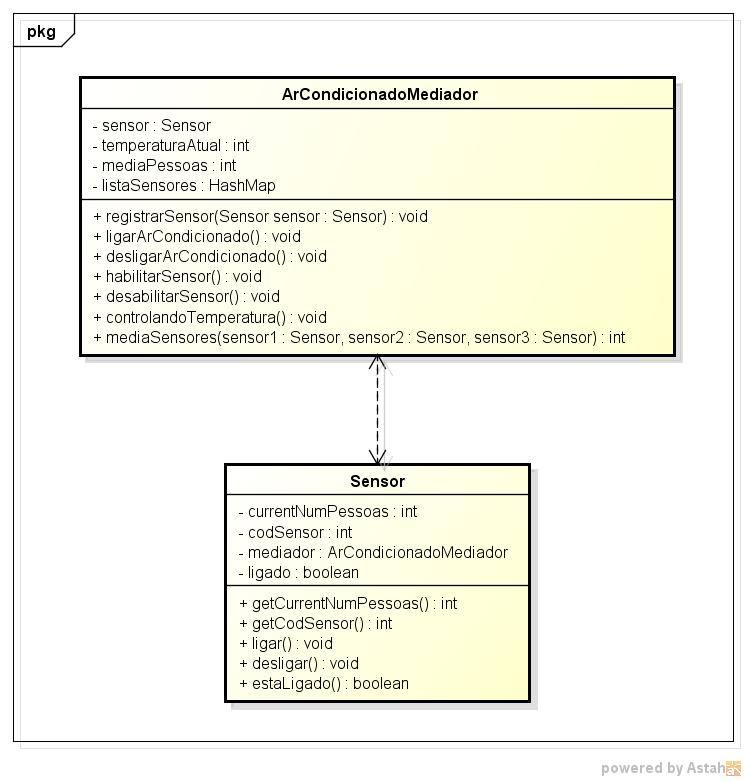 pkg
ArCondicionadoMediador
- sensor : Sensor
- temperaturaAtual : int
- mediaPessoas : int
- listaSensores : HashMap
+ registrarSensor(Sensor sensor : Sensor) : void
+ ligarArCondicionado() : void
+ desligarArCondicionado() : void
+ habilitarSensor() : void
+ desabilitarSensor() : void
+ controlandoTemperatura() : void
+ mediaSensores(sensor1 : Sensor, sensor2 : Sensor, sensor3 : Sensor) : int
Sensor
- currentNumPessoas : int
- codSensor : int
- mediador : ArCondicionadoMediador
- ligado : boolean
+ getCurrentNumPessoas() : int
+ getCodSensor() : int
+ ligar() : void
+ desligar() : void
+ estaLigado() : boolean
powered by Astah